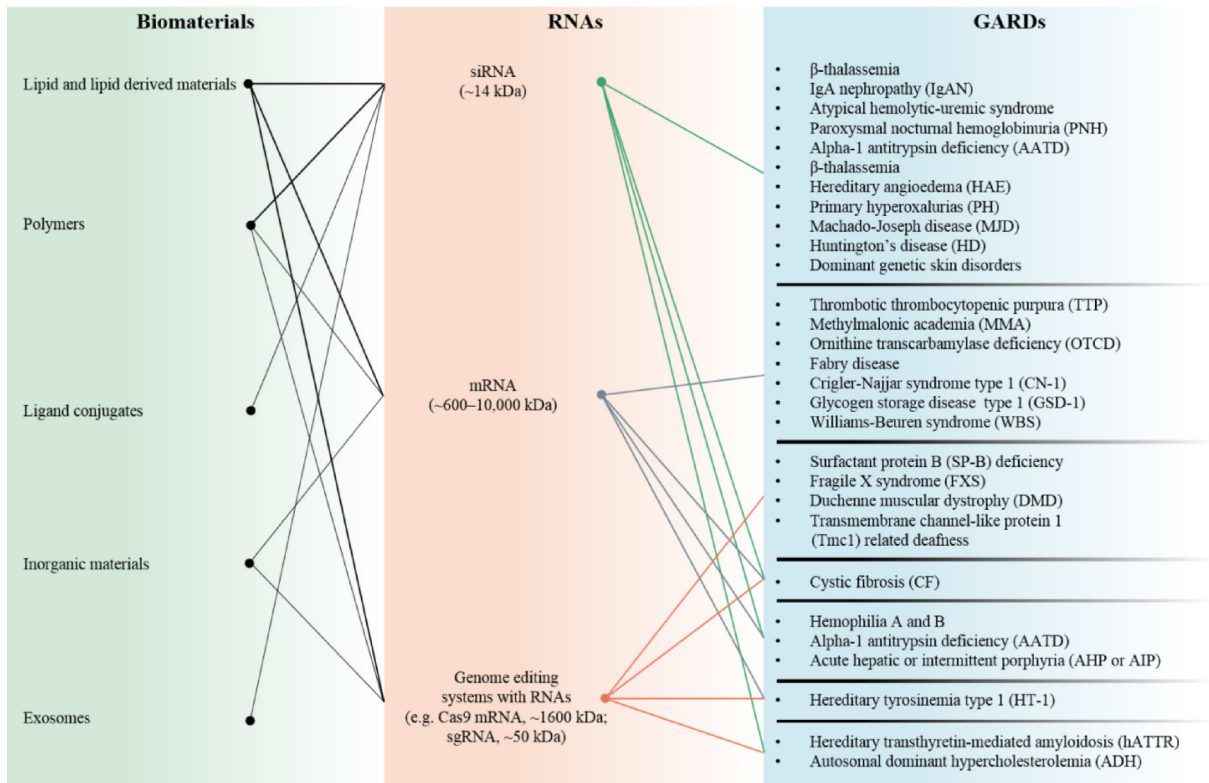 Biomaterials
Lipid and lipid derived materials
Polymers
Ligand conjugates
Inorganic materials
Exosomes
RNAs
siRNA
(~14 kDa)
mRNA
(~600–10,000 kDa)
Genome editing
systems with RNAs
(e.g. Cas9 mRNA, ~1600 kDa;
sgRNA, ~50 kDa)
GARDs
• β-thalassemia
• IgA nephropathy (IgAN)
• Atypical hemolytic-uremic syndrome
• Paroxysmal nocturnal hemoglobinuria (PNH)
• Alpha-1 antitrypsin deficiency (AATD)
• β-thalassemia
• Hereditary angioedema (HAE)
• Primary hyperoxalurias (PH)
• Machado-Joseph disease (MJD)
• Huntington's disease (HD)
• Dominant genetic skin disorders
• Thrombotic thrombocytopenic purpura (TTP)
• Methylmalonic academia (MMA)
• Ornithine transcarbamylase deficiency (OTCD)
• Fabry disease
• Crigler-Najjar syndrome type 1 (CN-1)
• Glycogen storage disease type 1 (GSD-1)
• Williams-Beuren syndrome (WBS)
• Surfactant protein B (SP-B) deficiency
• Fragile X syndrome (FXS)
• Duchenne muscular dystrophy (DMD)
• Transmembrane channel-like protein 1
(Tmc1) related deafness
• Cystic fibrosis (CF)
• Hemophilia A and B
• Alpha-1 antitrypsin deficiency (AATD)
• Acute hepatic or intermittent porphyria (AHP or AIP)
• Hereditary tyrosinemia type 1 (HT-1)
• Hereditary transthyretin-mediated amyloidosis (hATTR)
• Autosomal dominant hypercholesterolemia (ADH)